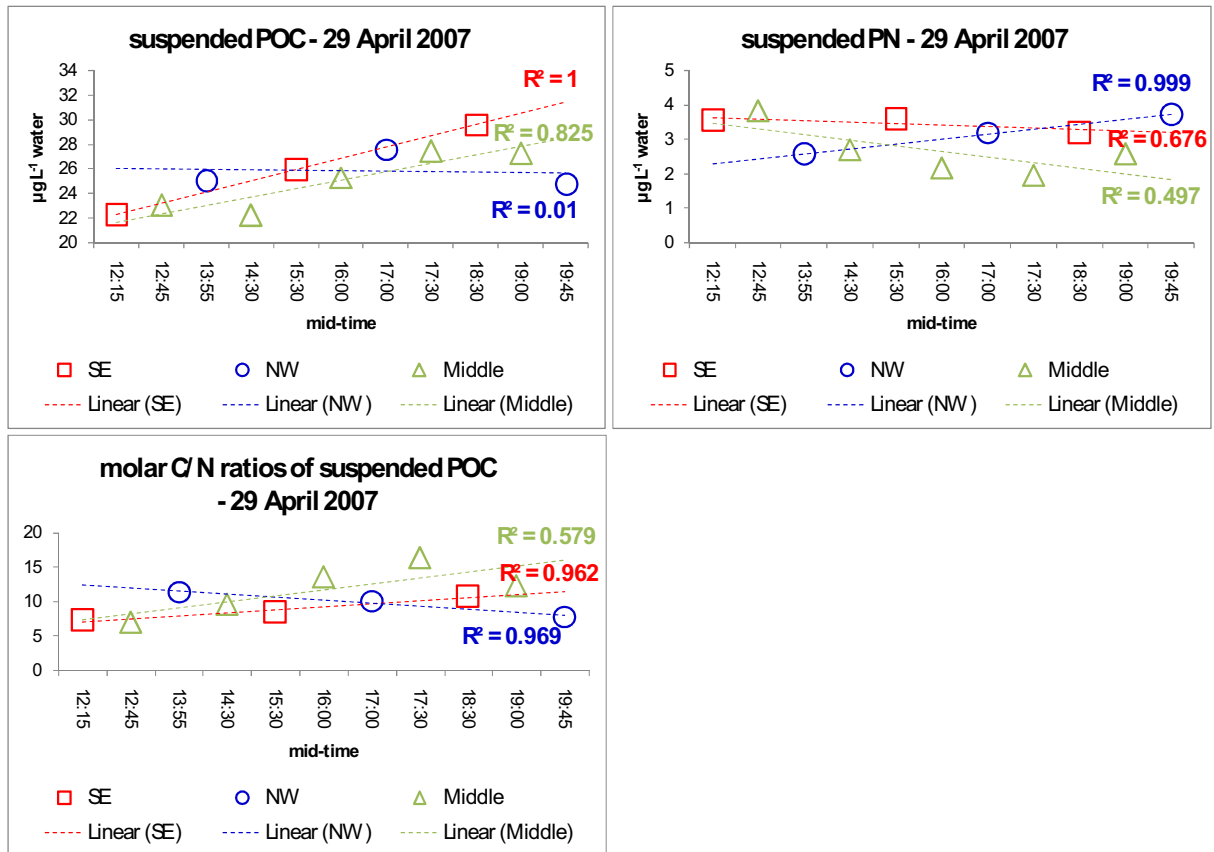 suspended POC - 29 April 2007
34
32
30
28
26
24
22
20
µgL⁻¹ water
R² = 1
R² = 0.825
R² = 0.01
12:15 12:45 13:55 14:30 15:30 16:00 17:00 17:30 18:30 19:00 19:45
mid-time
SE NW Middle
Linear (SE) Linear (NW) Linear (Middle)
suspended PN - 29 April 2007
5
4
3
2
1
0
µgL⁻¹ water
R² = 0.999
R² = 0.676
R² = 0.497
12:15 12:45 13:55 14:30 15:30 16:00 17:00 17:30 18:30 19:00 19:45
mid-time
SE NW Middle
Linear (SE) Linear (NW) Linear (Middle)
molar C/N ratios of suspended POC
- 29 April 2007
20
15
10
5
0
R² = 0.579
R² = 0.962
R² = 0.969
12:15 12:45 13:55 14:30 15:30 16:00 17:00 17:30 18:30 19:00 19:45
mid-time
SE NW Middle
Linear (SE) Linear (NW) Linear (Middle)